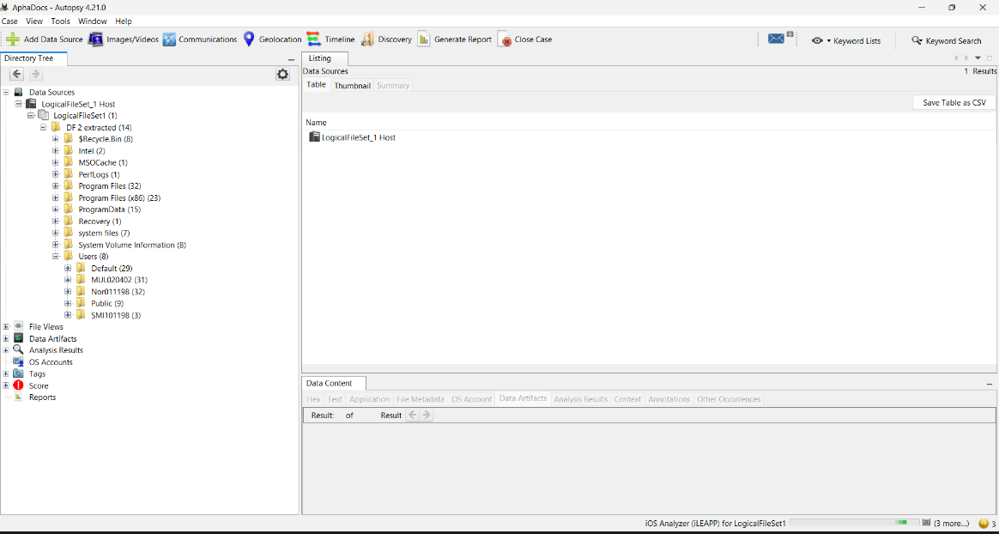 AphaDocs - Autopsy 4.21.0
Case View Tools Window Help
Add Data Source Images/Videos Communications Geolocation Timeline Discovery Generate Report Close Case Keyword Lists Keyword Search
Directory Tree
Listing
Data Sources
1 Results
Table Thumbnail Summary
Save Table as CSV
Name
LogicalFileSet_1 Host
Data Sources
LogicalFileSet_1 Host
LogicalFileSet1 (1)
DF 2 extracted (14)
$Recycle.Bin (8)
Intel (2)
MSOCache (1)
PerfLogs (1)
Program Files (32)
Program Files (x86) (23)
ProgramData (15)
Recovery (1)
system files (7)
System Volume Information (8)
Users (8)
Default (29)
MUL020402 (31)
Nor011198 (32)
Public (9)
SMI101198 (3)
File Views
Data Artifacts
Analysis Results
OS Accounts
Tags
Score
Reports
Data Content
Hex Text Application File Metadata OS Account Data Artifacts Analysis Results Context Annotations Other Occurrences
Result: of Result
iOS Analyzer (iLEAPP) for LogicalFileSet1 (3 more...) 3